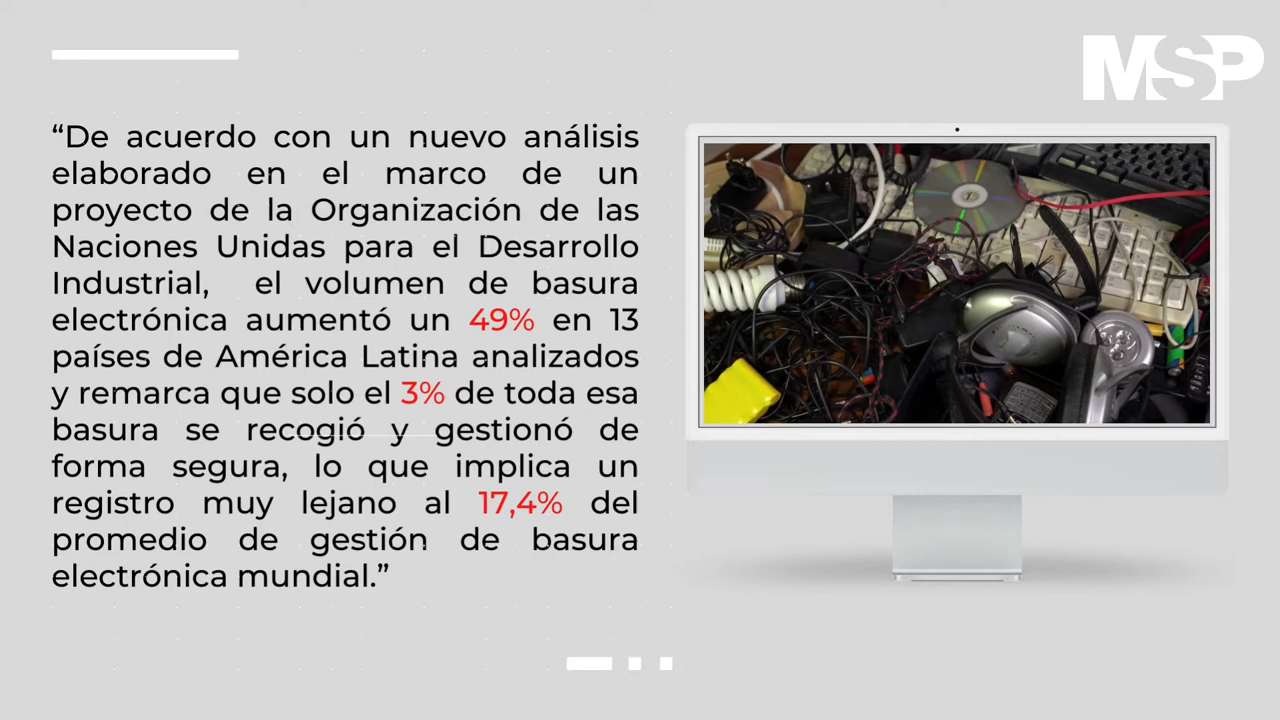 MSP
“De acuerdo con un nuevo análisis
elaborado en el marco de un
proyecto de la Organización de las
Naciones Unidas para el Desarrollo
Industrial, el volumen de basura
electrónica aumentó un 49% en 13
países de América Latina analizados
y remarca que solo el 3% de toda esa
basura se recogió y gestionó de
forma segura, lo que implica un
registro muy lejano al 17,4% del
promedio de gestión de basura
electrónica mundial.”